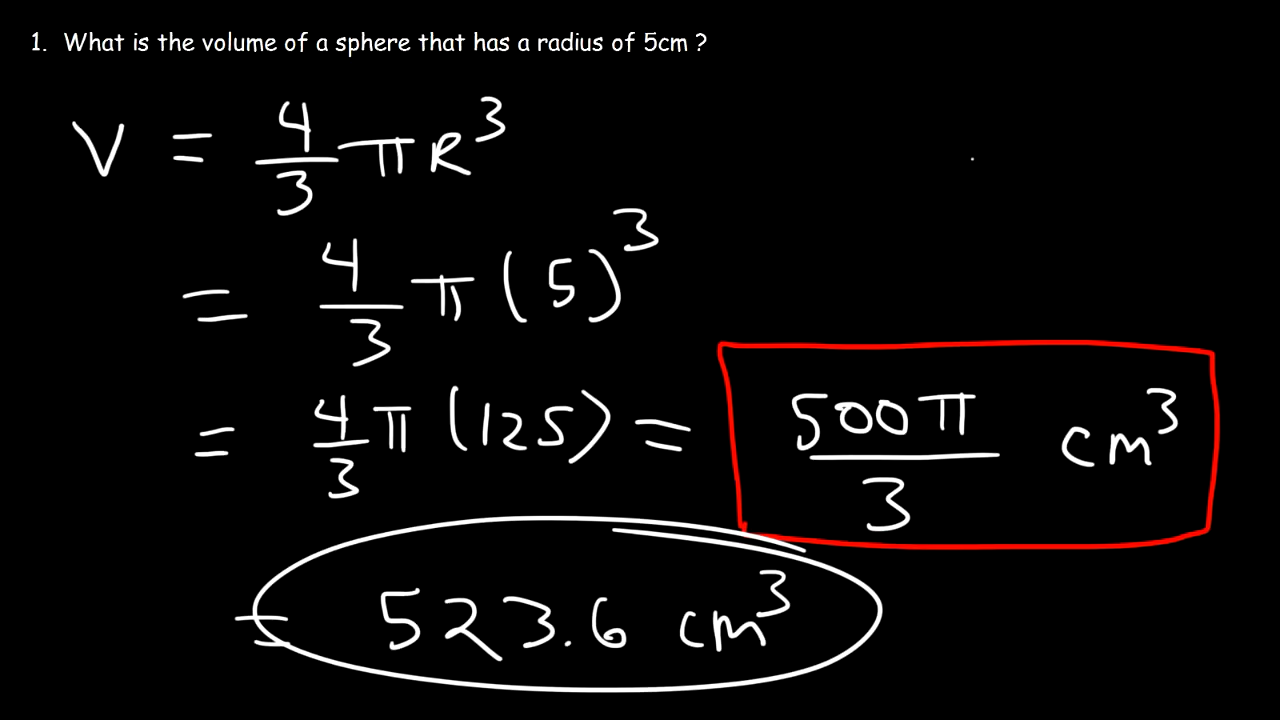 1. What is the volume of a sphere that has a radius of 5cm ?
V = 4/3 π R³
= 4/3 π (5)³
= 4/3 π (125) = 500π/3 cm³
= 523.6 cm³